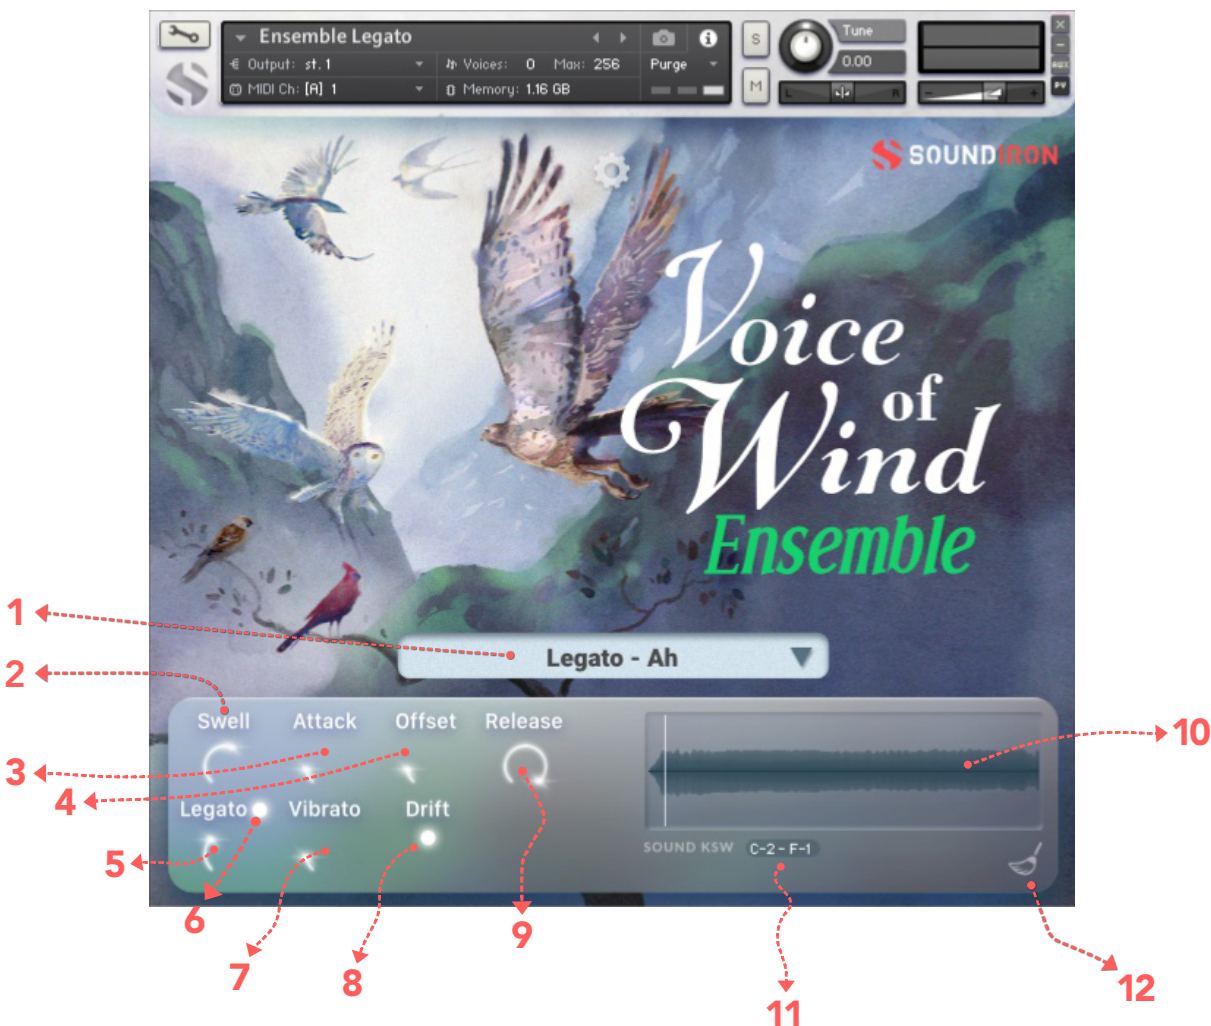 Ensemble Legato
Output: st.1
Voices: 0 Max: 256
Purge
MIDI Ch: [A] 1
Memory: 1.16 GB
S
M
Tune
0.00
L R
- +
×
-
AUX
PV
SOUNDIRON
Voice
of
Wind
Ensemble
1
Legato - Ah
2
Swell Attack Offset Release
3
4
10
Legato Vibrato Drift
5
SOUND KSW C-2 - F-1
6
7
8
9
11
12